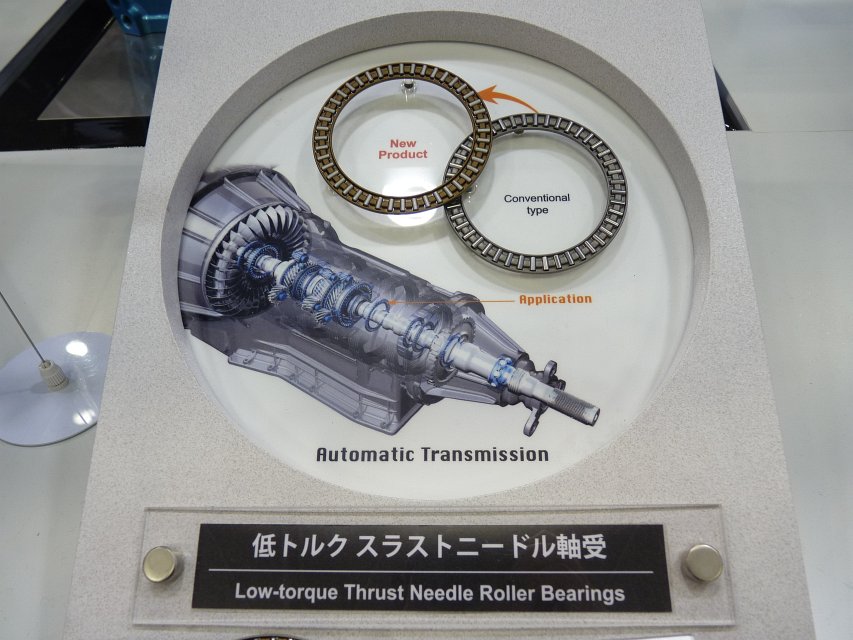 New
Product
Conventional
type
Application
Automatic Transmission
低トルク スラストニードル軸受
Low-torque Thrust Needle Roller Bearings